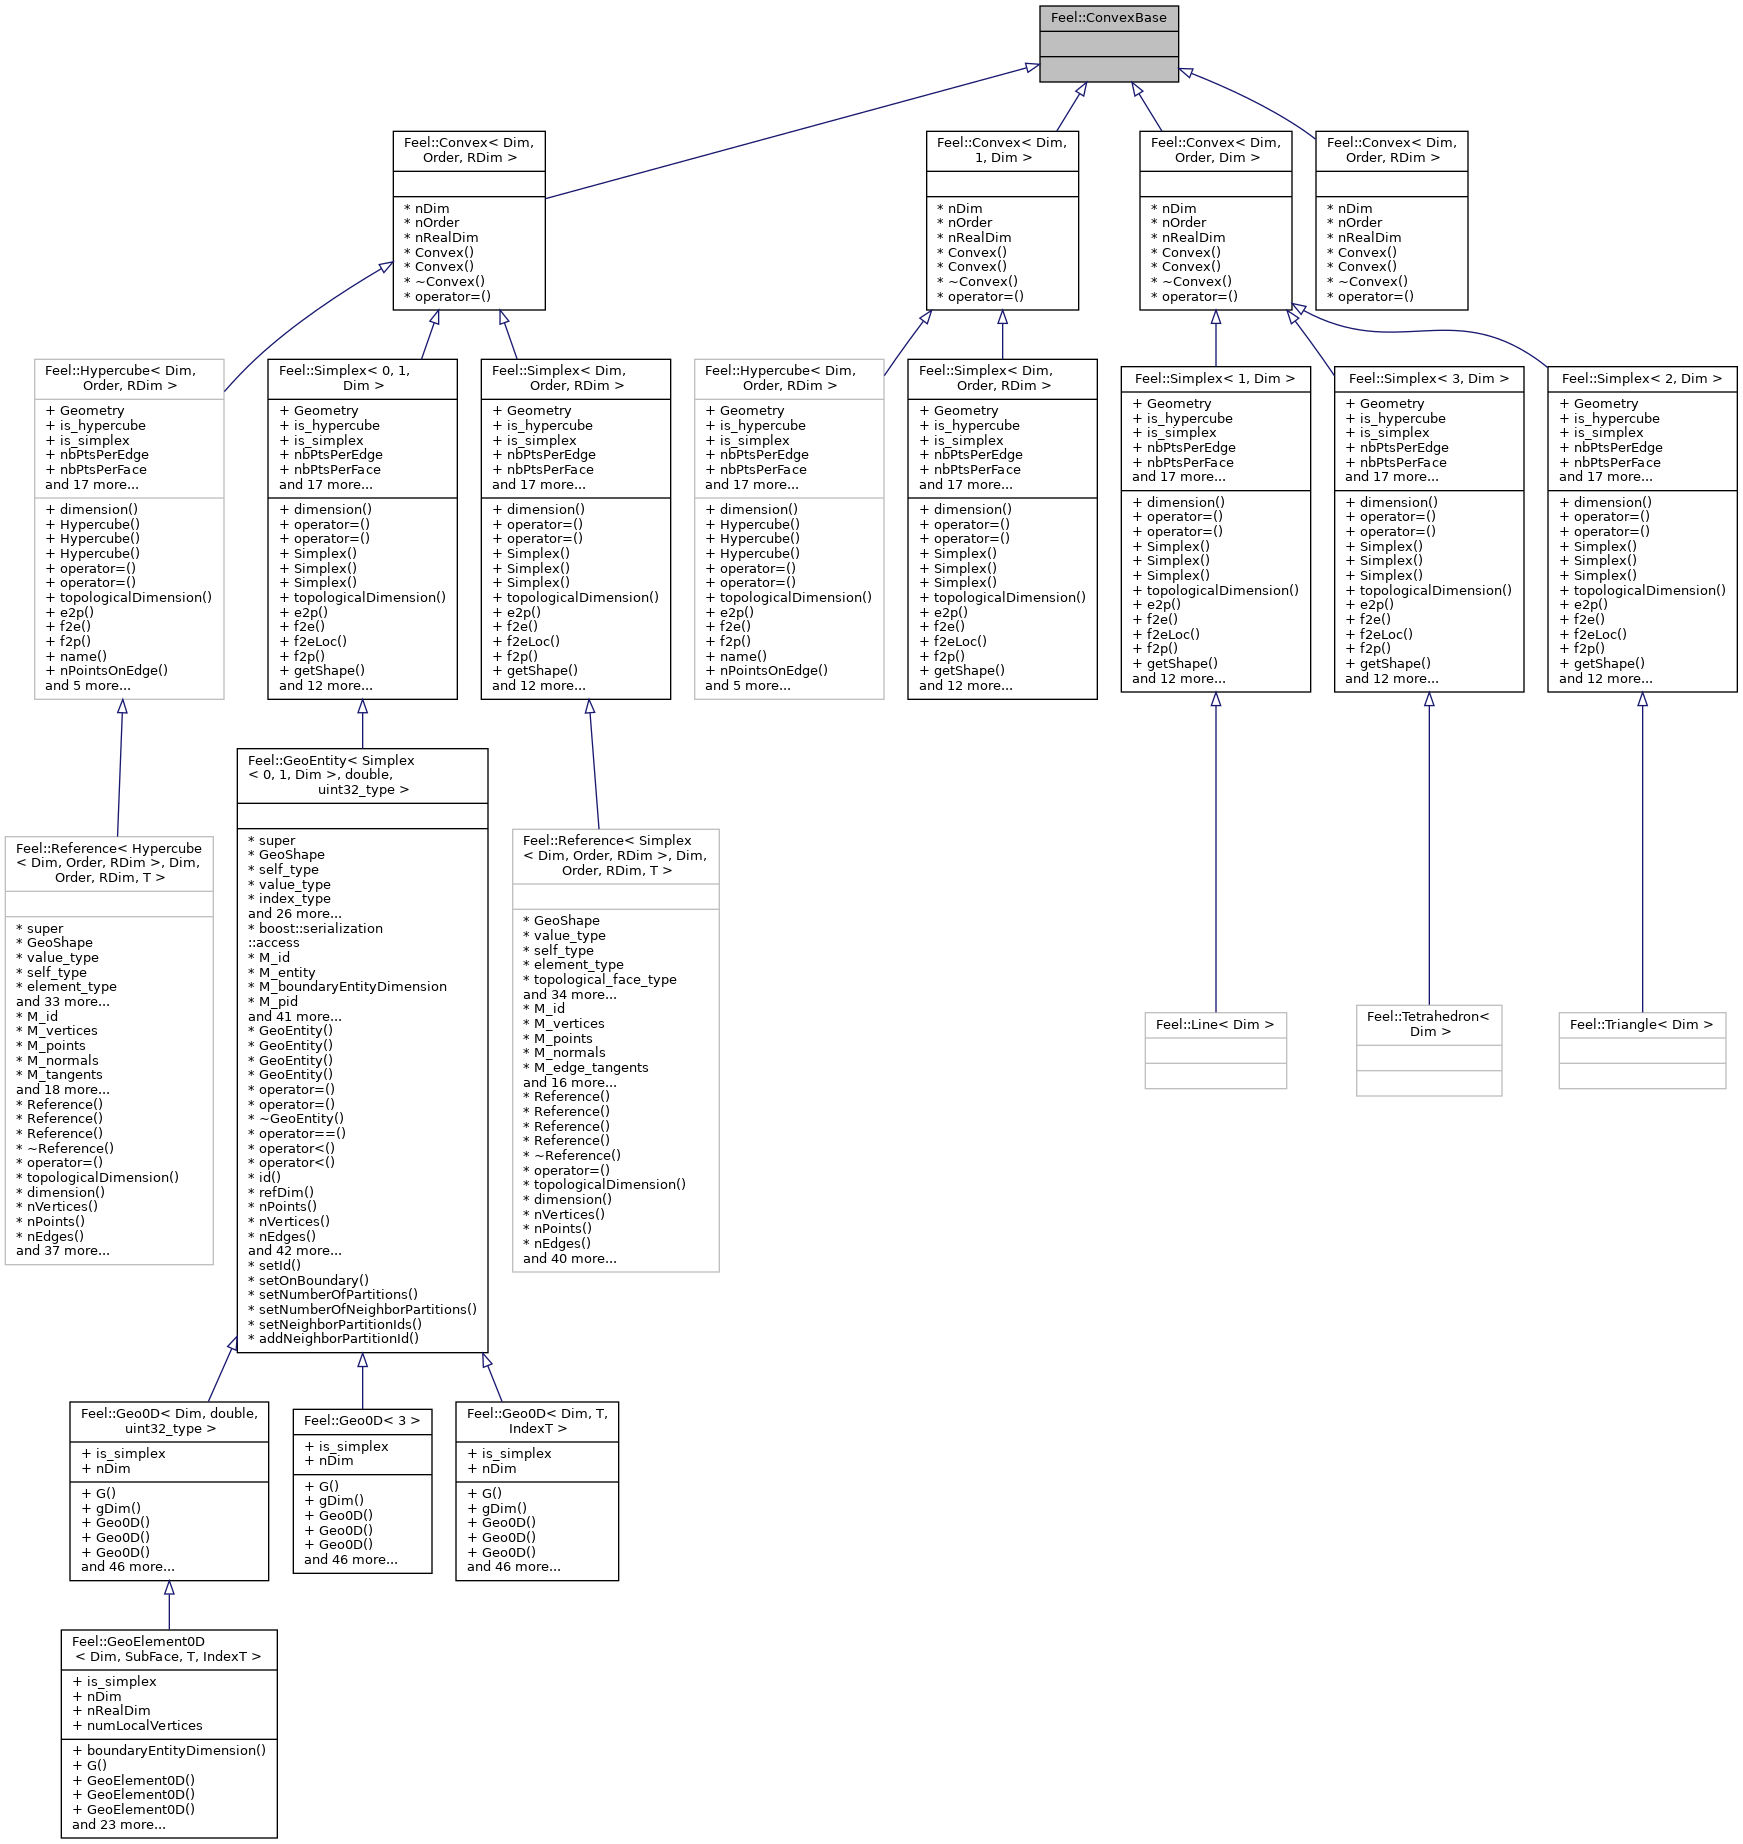 Feel::ConvexBase
Feel::Convex< Dim,
Order, RDim >
* nDim
* nOrder
* nRealDim
* Convex()
* Convex()
* ~Convex()
* operator=()
Feel::Convex< Dim,
1, Dim >
* nDim
* nOrder
* nRealDim
* Convex()
* Convex()
* ~Convex()
* operator=()
Feel::Convex< Dim,
Order, Dim >
* nDim
* nOrder
* nRealDim
* Convex()
* Convex()
* ~Convex()
* operator=()
Feel::Convex< Dim,
Order, RDim >
* nDim
* nOrder
* nRealDim
* Convex()
* Convex()
* ~Convex()
* operator=()
Feel::Hypercube< Dim,
Order, RDim >
+ Geometry
+ is_hypercube
+ is_simplex
+ nbPtsPerEdge
+ nbPtsPerFace
and 17 more...
+ dimension()
+ Hypercube()
+ Hypercube()
+ Hypercube()
+ operator=()
+ operator=()
+ topologicalDimension()
+ e2p()
+ f2e()
+ f2p()
+ name()
+ nPointsOnEdge()
and 5 more...
Feel::Simplex< 0, 1,
Dim >
+ Geometry
+ is_hypercube
+ is_simplex
+ nbPtsPerEdge
+ nbPtsPerFace
and 17 more...
+ dimension()
+ operator=()
+ operator=()
+ Simplex()
+ Simplex()
+ Simplex()
+ topologicalDimension()
+ e2p()
+ f2e()
+ f2eLoc()
+ f2p()
+ getShape()
and 12 more...
Feel::Simplex< Dim,
Order, RDim >
+ Geometry
+ is_hypercube
+ is_simplex
+ nbPtsPerEdge
+ nbPtsPerFace
and 17 more...
+ dimension()
+ operator=()
+ operator=()
+ Simplex()
+ Simplex()
+ Simplex()
+ topologicalDimension()
+ e2p()
+ f2e()
+ f2eLoc()
+ f2p()
+ getShape()
and 12 more...
Feel::Hypercube< Dim,
Order, RDim >
+ Geometry
+ is_hypercube
+ is_simplex
+ nbPtsPerEdge
+ nbPtsPerFace
and 17 more...
+ dimension()
+ Hypercube()
+ Hypercube()
+ Hypercube()
+ operator=()
+ operator=()
+ topologicalDimension()
+ e2p()
+ f2e()
+ f2p()
+ name()
+ nPointsOnEdge()
and 5 more...
Feel::Simplex< Dim,
Order, RDim >
+ Geometry
+ is_hypercube
+ is_simplex
+ nbPtsPerEdge
+ nbPtsPerFace
and 17 more...
+ dimension()
+ operator=()
+ operator=()
+ Simplex()
+ Simplex()
+ Simplex()
+ topologicalDimension()
+ e2p()
+ f2e()
+ f2eLoc()
+ f2p()
+ getShape()
and 12 more...
Feel::Simplex< 1, Dim >
+ Geometry
+ is_hypercube
+ is_simplex
+ nbPtsPerEdge
+ nbPtsPerFace
and 17 more...
+ dimension()
+ operator=()
+ operator=()
+ Simplex()
+ Simplex()
+ Simplex()
+ topologicalDimension()
+ e2p()
+ f2e()
+ f2eLoc()
+ f2p()
+ getShape()
and 12 more...
Feel::Simplex< 3, Dim >
+ Geometry
+ is_hypercube
+ is_simplex
+ nbPtsPerEdge
+ nbPtsPerFace
and 17 more...
+ dimension()
+ operator=()
+ operator=()
+ Simplex()
+ Simplex()
+ Simplex()
+ topologicalDimension()
+ e2p()
+ f2e()
+ f2eLoc()
+ f2p()
+ getShape()
and 12 more...
Feel::Simplex< 2, Dim >
+ Geometry
+ is_hypercube
+ is_simplex
+ nbPtsPerEdge
+ nbPtsPerFace
and 17 more...
+ dimension()
+ operator=()
+ operator=()
+ Simplex()
+ Simplex()
+ Simplex()
+ topologicalDimension()
+ e2p()
+ f2e()
+ f2eLoc()
+ f2p()
+ getShape()
and 12 more...
Feel::Reference< Hypercube
< Dim, Order, RDim >, Dim,
Order, RDim, T >
* super
* GeoShape
* value_type
* self_type
* element_type
and 33 more...
* M_id
* M_vertices
* M_points
* M_normals
* M_tangents
and 18 more...
* Reference()
* Reference()
* Reference()
* ~Reference()
* operator=()
* topologicalDimension()
* dimension()
* nVertices()
* nPoints()
* nEdges()
and 37 more...
Feel::GeoEntity< Simplex
< 0, 1, Dim >, double,
uint32_type >
* super
* GeoShape
* self_type
* value_type
* index_type
and 26 more...
* boost::serialization
::access
* M_id
* M_entity
* M_boundaryEntityDimension
* M_pid
and 41 more...
* GeoEntity()
* GeoEntity()
* GeoEntity()
* GeoEntity()
* operator=()
* operator=()
* ~GeoEntity()
* operator==()
* operator<()
* operator<()
* id()
* refDim()
* nPoints()
* nVertices()
* nEdges()
and 42 more...
* setId()
* setOnBoundary()
* setNumberOfPartitions()
* setNumberOfNeighborPartitions()
* setNeighborPartitionIds()
* addNeighborPartitionId()
Feel::Reference< Simplex
< Dim, Order, RDim >, Dim,
Order, RDim, T >
* GeoShape
* value_type
* self_type
* element_type
* topological_face_type
and 34 more...
* M_id
* M_vertices
* M_points
* M_normals
* M_edge_tangents
and 16 more...
* Reference()
* Reference()
* Reference()
* Reference()
* ~Reference()
* operator=()
* topologicalDimension()
* dimension()
* nVertices()
* nPoints()
* nEdges()
and 40 more...
Feel::Line< Dim >
Feel::Tetrahedron<
Dim >
Feel::Triangle< Dim >
Feel::Geo0D< Dim, double,
uint32_type >
+ is_simplex
+ nDim
+ G()
+ gDim()
+ Geo0D()
+ Geo0D()
+ Geo0D()
and 46 more...
Feel::Geo0D< 3 >
+ is_simplex
+ nDim
+ G()
+ gDim()
+ Geo0D()
+ Geo0D()
+ Geo0D()
and 46 more...
Feel::Geo0D< Dim, T,
IndexT >
+ is_simplex
+ nDim
+ G()
+ gDim()
+ Geo0D()
+ Geo0D()
+ Geo0D()
and 46 more...
Feel::GeoElement0D
< Dim, SubFace, T, IndexT >
+ is_simplex
+ nDim
+ nRealDim
+ numLocalVertices
+ boundaryEntityDimension()
+ G()
+ GeoElement0D()
+ GeoElement0D()
+ GeoElement0D()
and 23 more...